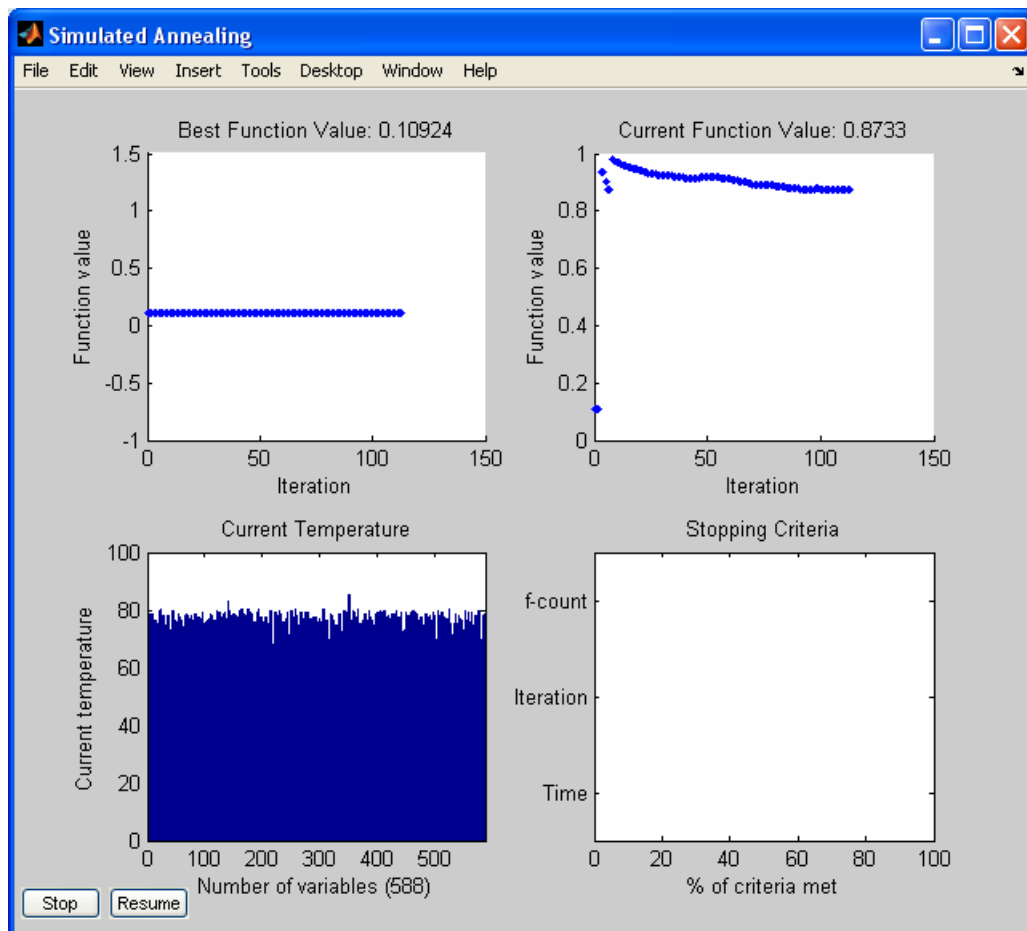 Simulated Annealing
File Edit View Insert Tools Desktop Window Help
Best Function Value: 0.10924
1.5
1
0.5
0
-0.5
-1
Function value
0 50 100 150
Iteration
Current Function Value: 0.8733
1
0.8
0.6
0.4
0.2
0
Function value
0 50 100 150
Iteration
Current Temperature
100
80
60
40
20
0
Current temperature
0 100 200 300 400 500
Number of variables (588)
Stopping Criteria
f-count
Iteration
Time
0 20 40 60 80 100
% of criteria met
Stop Resume